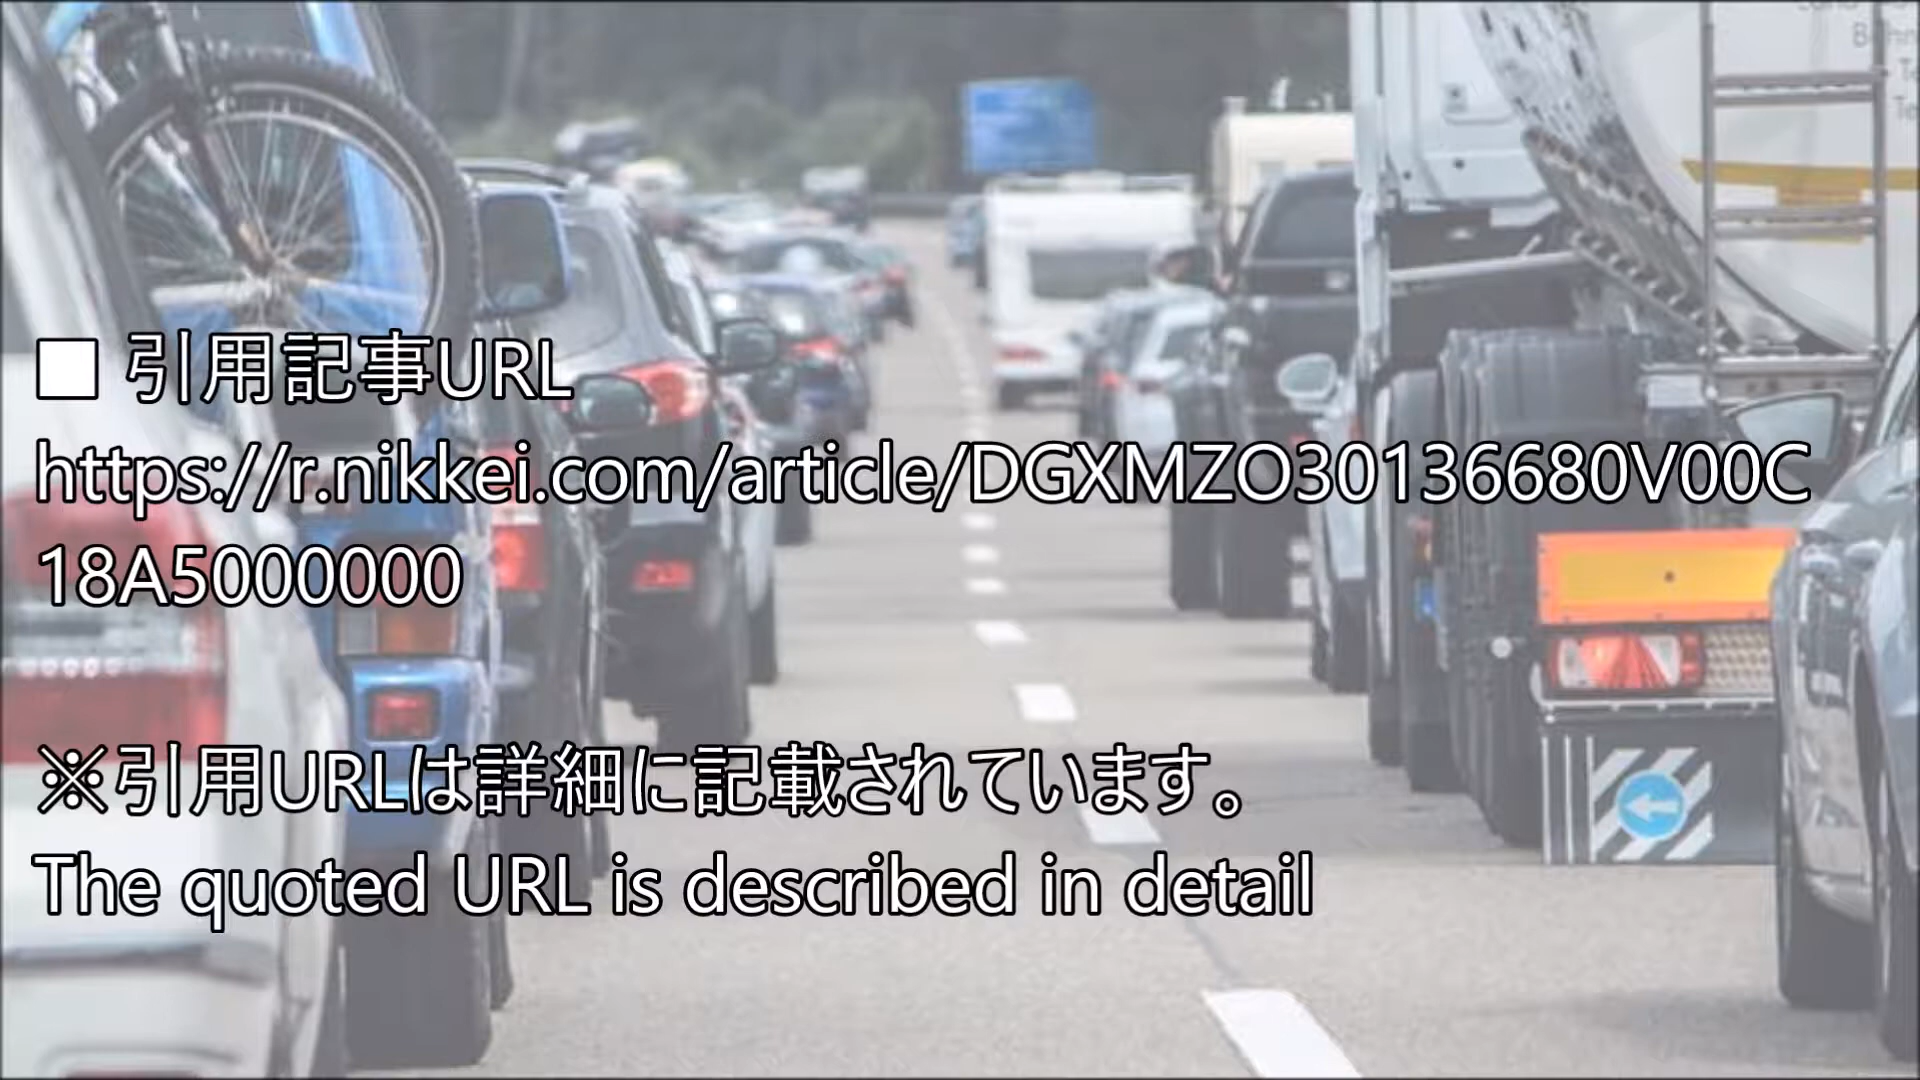 ■ 引用記事URL
https://r.nikkei.com/article/DGXMZO30136680V00C
18A5000000
※引用URLは詳細に記載されています。
The quoted URL is described in detail